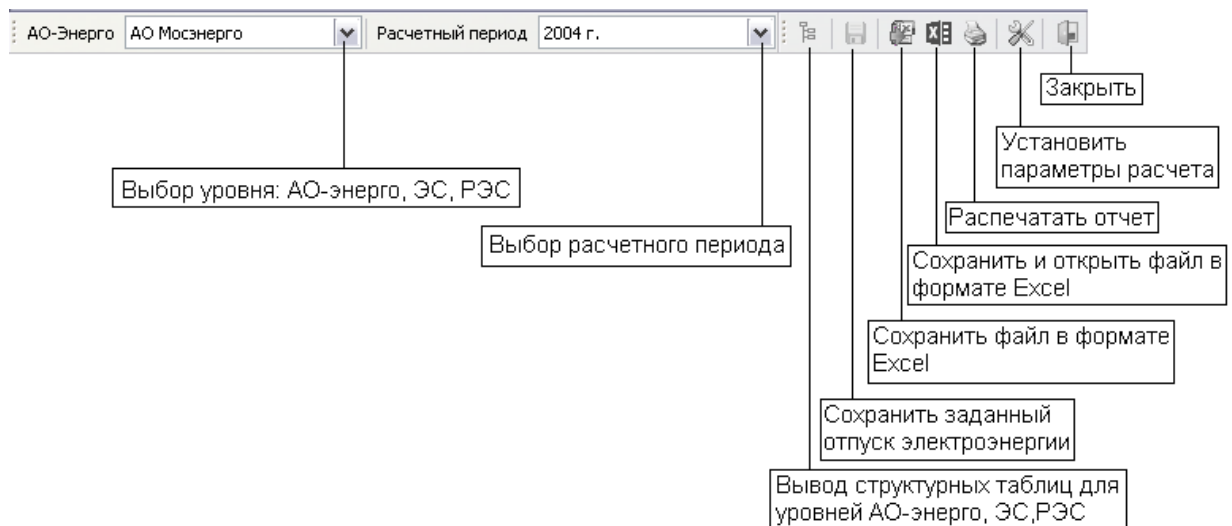 АО-Энерго АО Мосэнерго Расчетный период 2004 г.
Закрыть
Установить
параметры расчета
Выбор уровня: АО-энерго, ЭС, РЭС
Распечатать отчет
Выбор расчетного периода
Сохранить и открыть файл в
формате Excel
Сохранить файл в формате
Excel
Сохранить заданный
отпуск электроэнергии
Вывод структурных таблиц для
уровней АО-энерго, ЭС,РЭС